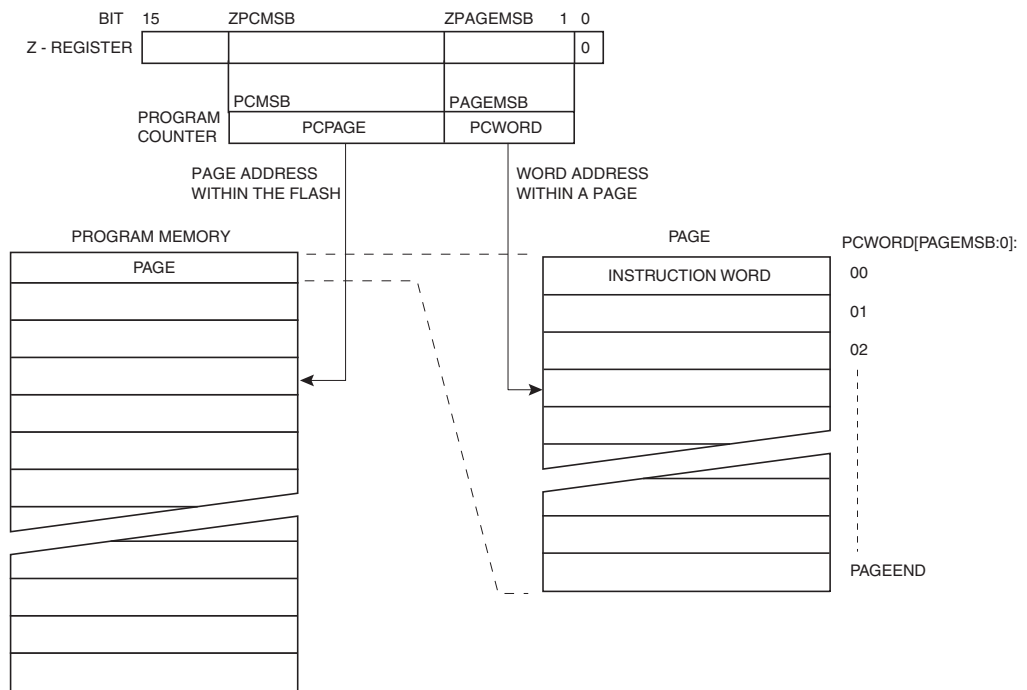 BIT 15 ZPCMSB ZPAGEMSB 1 0
Z - REGISTER 0
PCMSB PAGEMSB
PROGRAM
COUNTER
PCPAGE PCWORD
PAGE ADDRESS
WITHIN THE FLASH
WORD ADDRESS
WITHIN A PAGE
PROGRAM MEMORY
PAGE
PAGE
PCWORD[PAGEMSB:0]:
INSTRUCTION WORD 00
01
02
PAGEEND